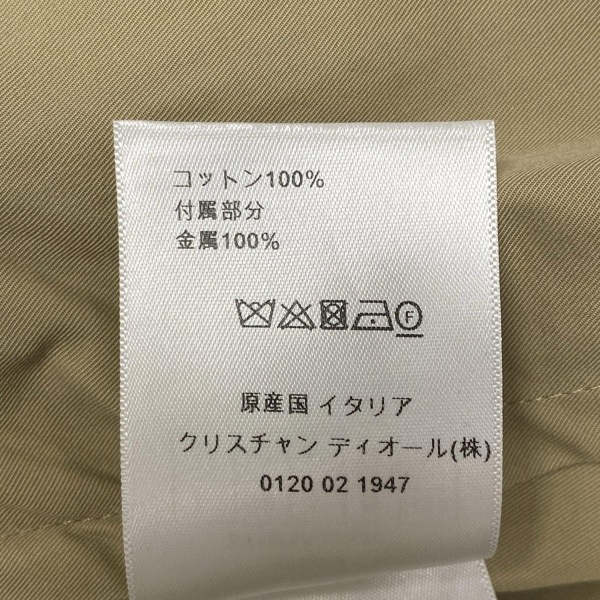 コットン100%
付属部分
金属100%
F
原産国 イタリア
クリスチャン ディオール(株)
0120 02 1947